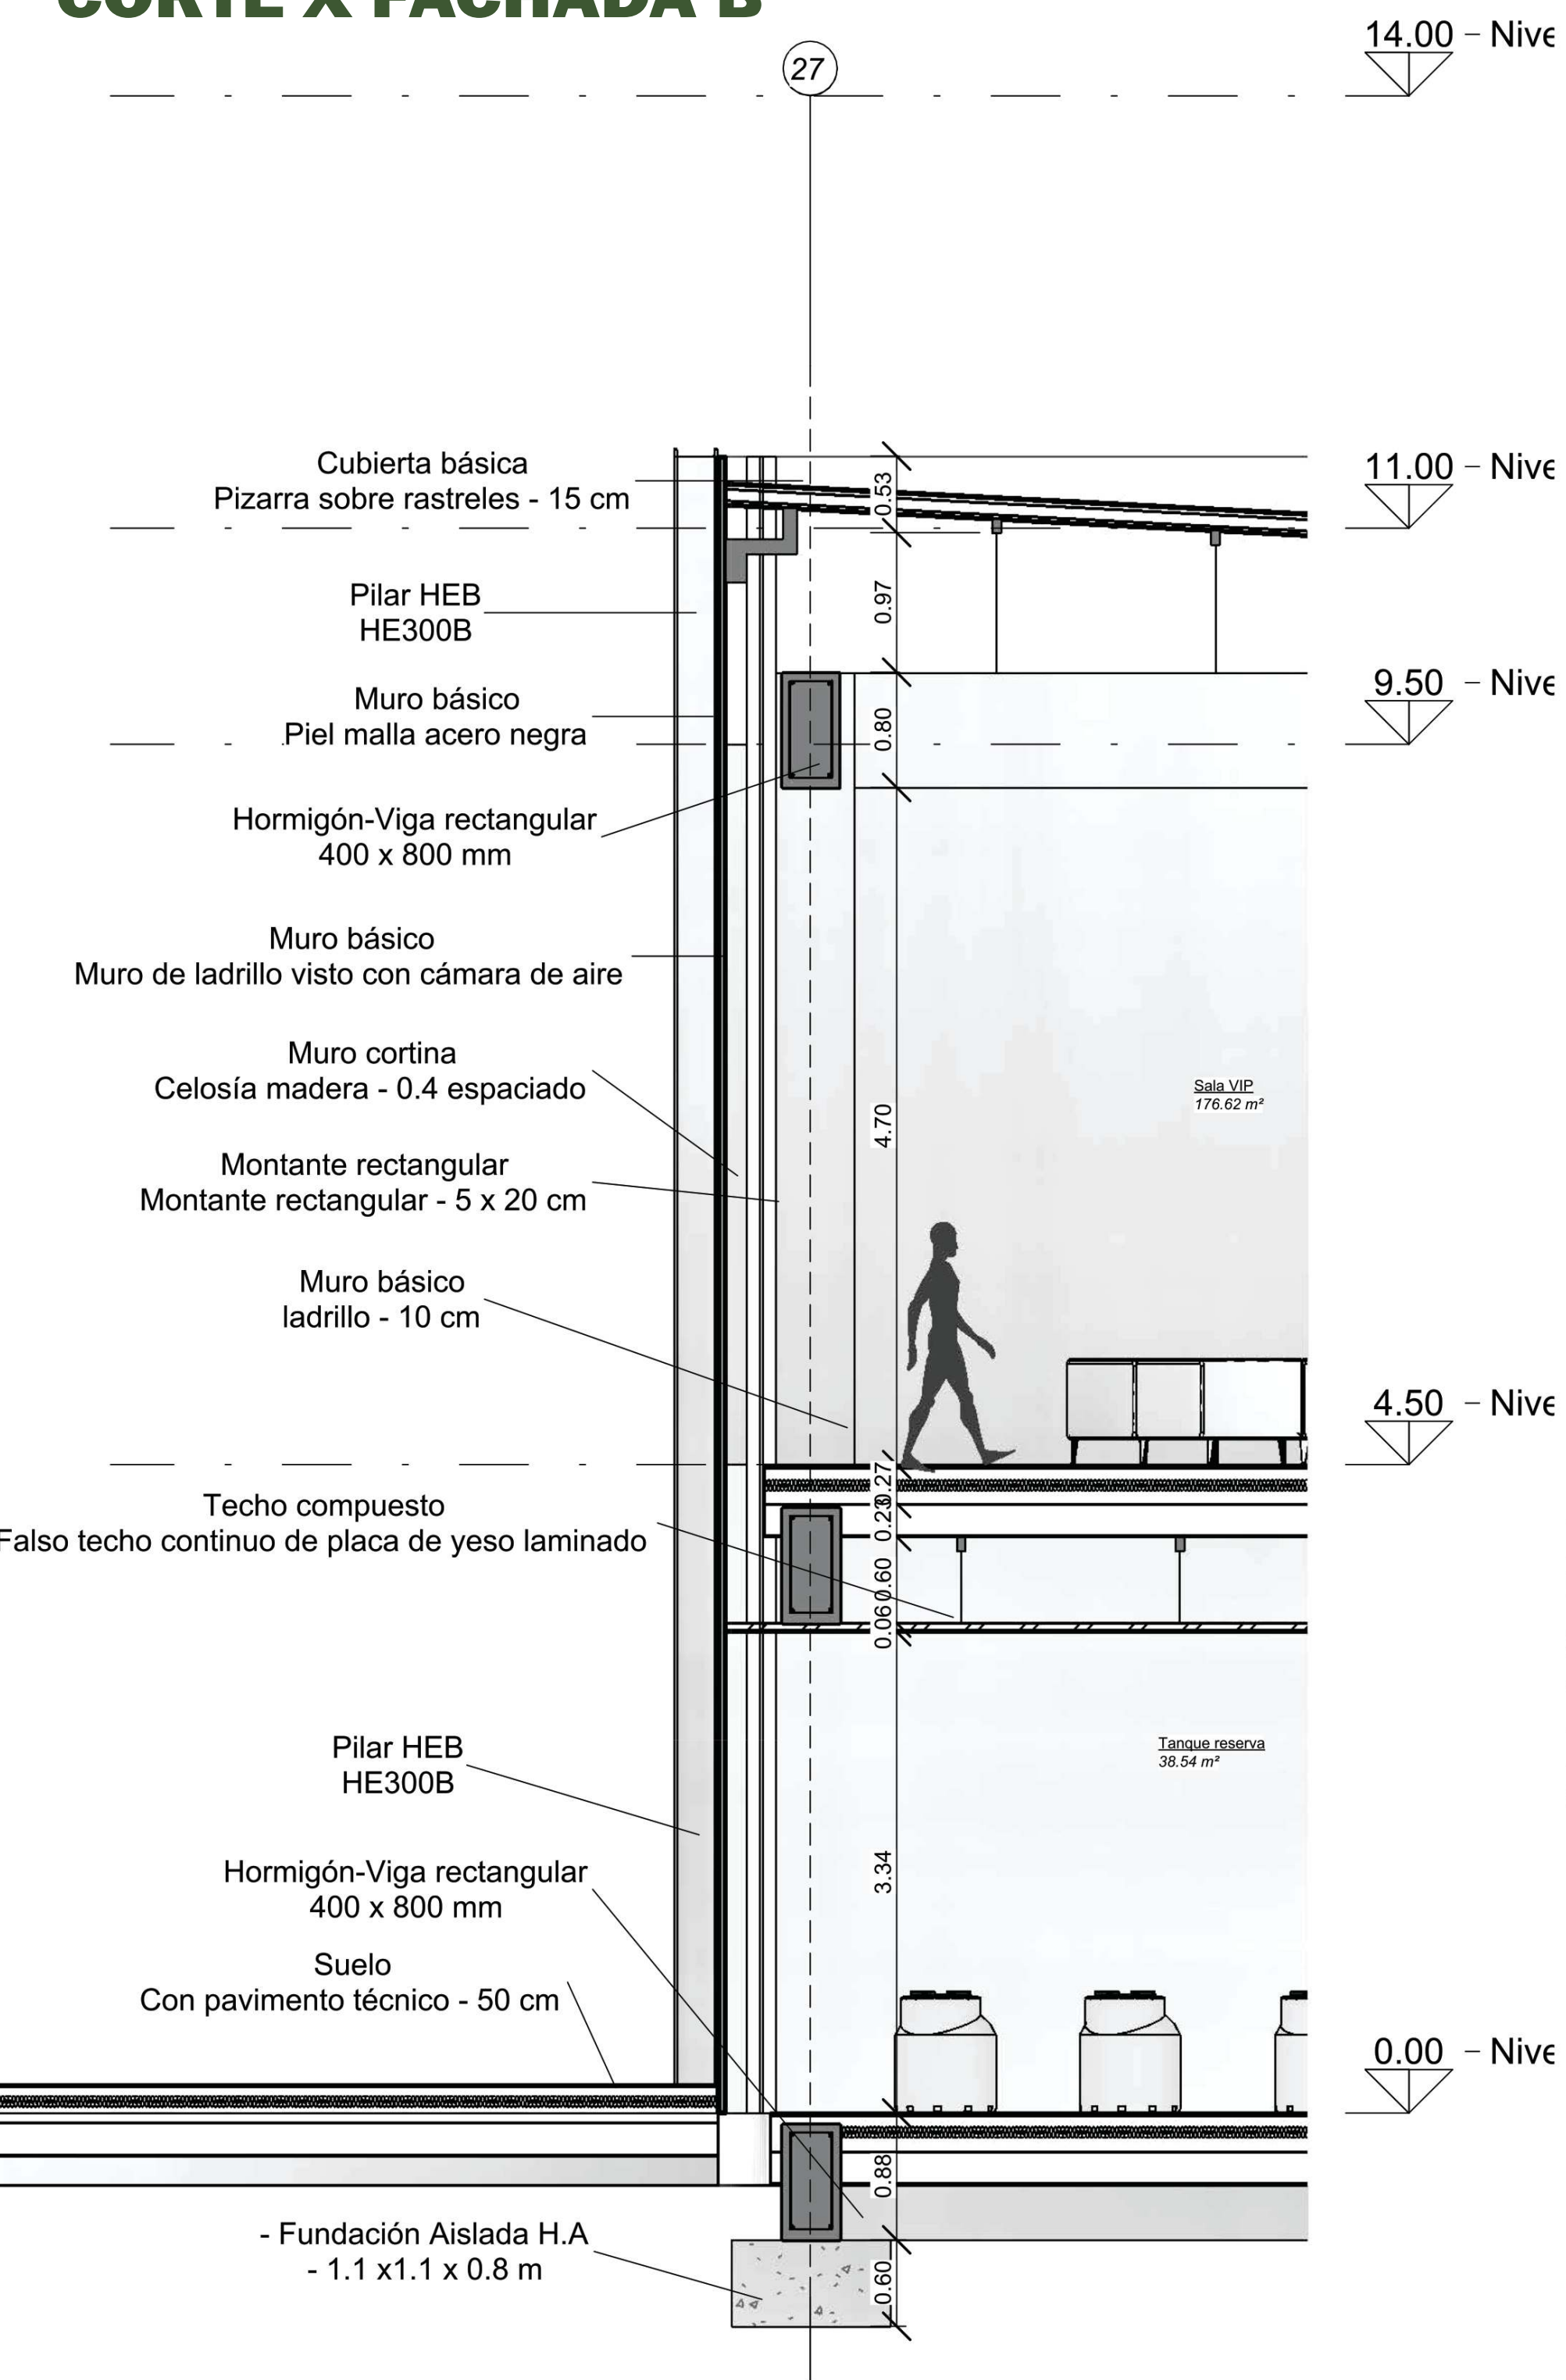 CORTE X FACHADA B
27
14.00 – Nive
Cubierta básica
Pizarra sobre rastreles - 15 cm
0.53
11.00 – Nive
Pilar HEB
HE300B
0.97
Muro básico
Piel malla acero negra
9.50 – Nive
0.80
Hormigón-Viga rectangular
400 x 800 mm
Muro básico
Muro de ladrillo visto con cámara de aire
Muro cortina
Celosía madera - 0.4 espaciado
4.70
Sala VIP
176.62 m²
Montante rectangular
Montante rectangular - 5 x 20 cm
Muro básico
ladrillo - 10 cm
4.50 – Nive
0.27
Techo compuesto
Falso techo continuo de placa de yeso laminado
0.23
0.60
0.06
Pilar HEB
HE300B
Tanque reserva
38.54 m²
Hormigón-Viga rectangular
400 x 800 mm
3.34
Suelo
Con pavimento técnico - 50 cm
0.00 – Nive
0.88
- Fundación Aislada H.A
- 1.1 x1.1 x 0.8 m
0.60